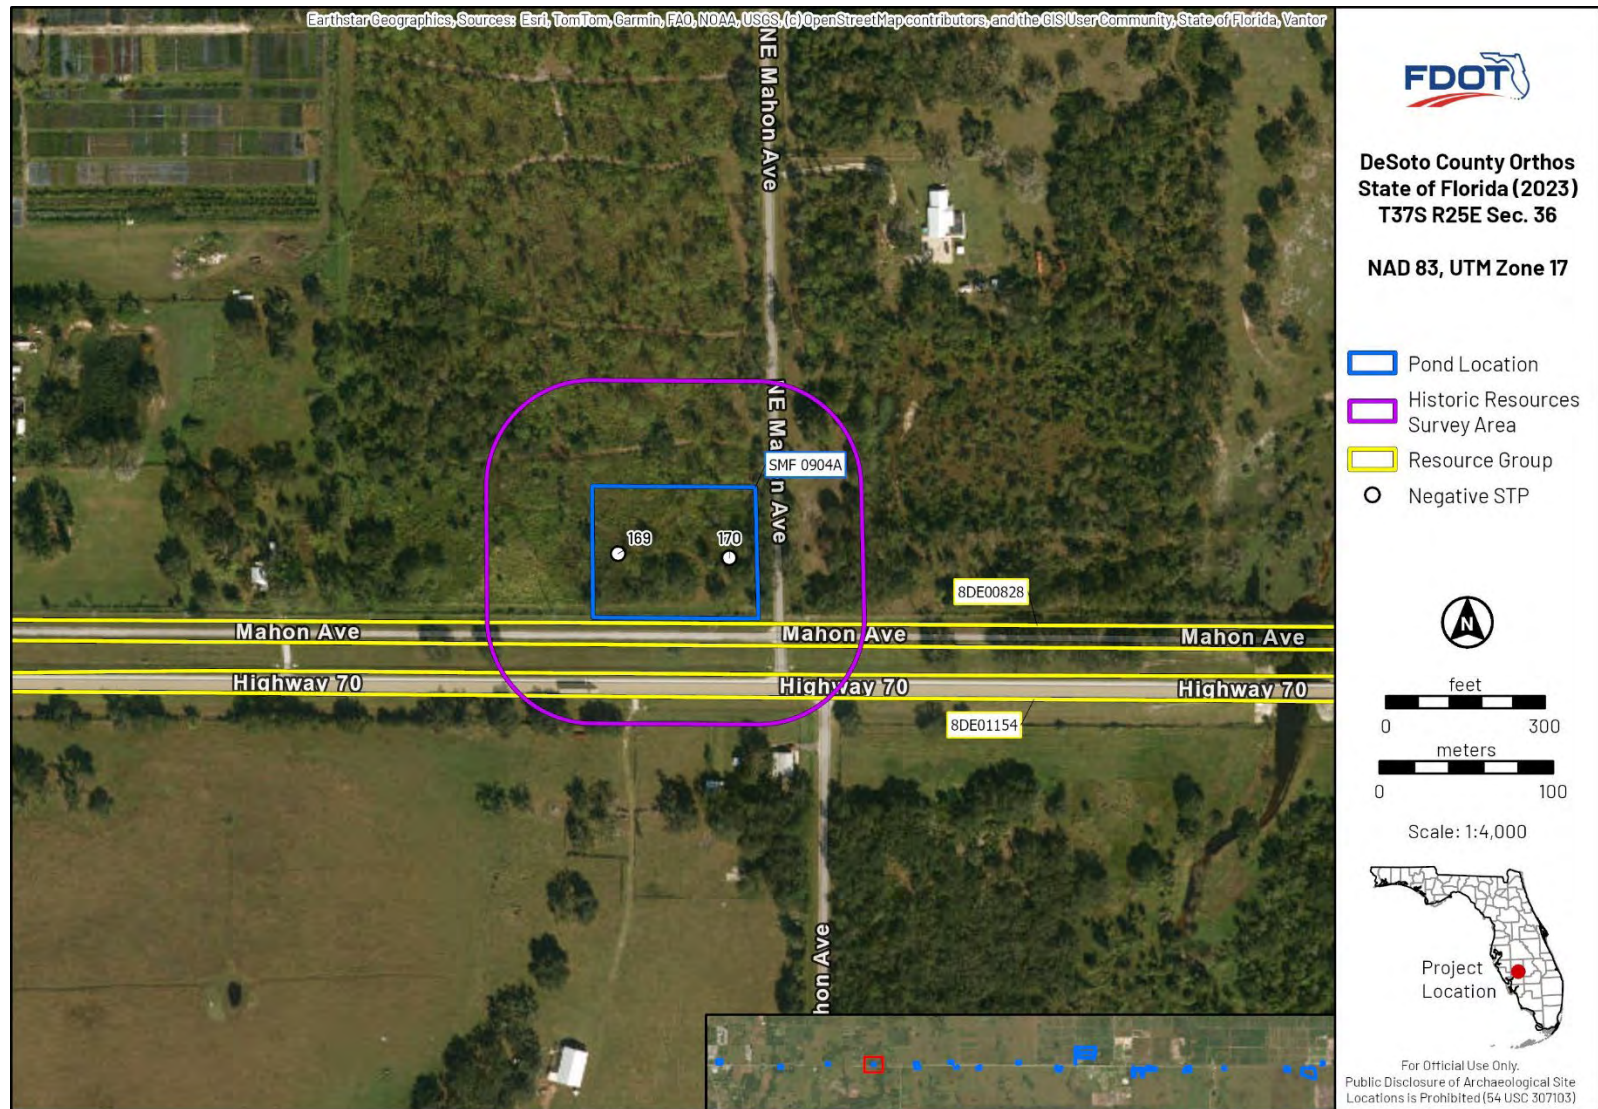 Earthstar Geographics, Sources: Esri, TomTom, Garmin, FAO, NOAA, USGS, (c) OpenStreetMap contributors, and the GIS User Community, State of Florida, Vantor
NE Mahon Ave
NE Mahon Ave
SMF 0904A
169
170
8DE00828
Mahon Ave
Mahon Ave
Mahon Ave
Highway 70
Highway 70
Highway 70
8DE01154
hon Ave
FDOT
DeSoto County Orthos
State of Florida (2023)
T37S R25E Sec. 36
NAD 83, UTM Zone 17
Pond Location
Historic Resources
Survey Area
Resource Group
Negative STP
N
feet
0 300
meters
0 100
Scale: 1:4,000
Project
Location
For Official Use Only.
Public Disclosure of Archaeological Site
Locations is Prohibited (54 USC 307103)